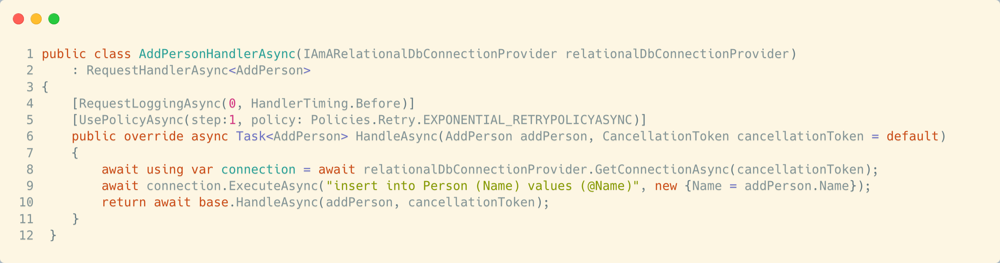 1 public class AddPersonHandlerAsync(IAmARelationalDbConnectionProvider relationalDbConnectionProvider)
2     : RequestHandlerAsync<AddPerson>
3 {
4     [RequestLoggingAsync(0, HandlerTiming.Before)]
5     [UsePolicyAsync(step:1, policy: Policies.Retry.EXPONENTIAL_RETRYPOLICYASYNC)]
6     public override async Task<AddPerson> HandleAsync(AddPerson addPerson, CancellationToken cancellationToken = default)
7     {
8         await using var connection = await relationalDbConnectionProvider.GetConnectionAsync(cancellationToken);
9         await connection.ExecuteAsync("insert into Person (Name) values (@Name)", new {Name = addPerson.Name});
10         return await base.HandleAsync(addPerson, cancellationToken);
11     }
12  }